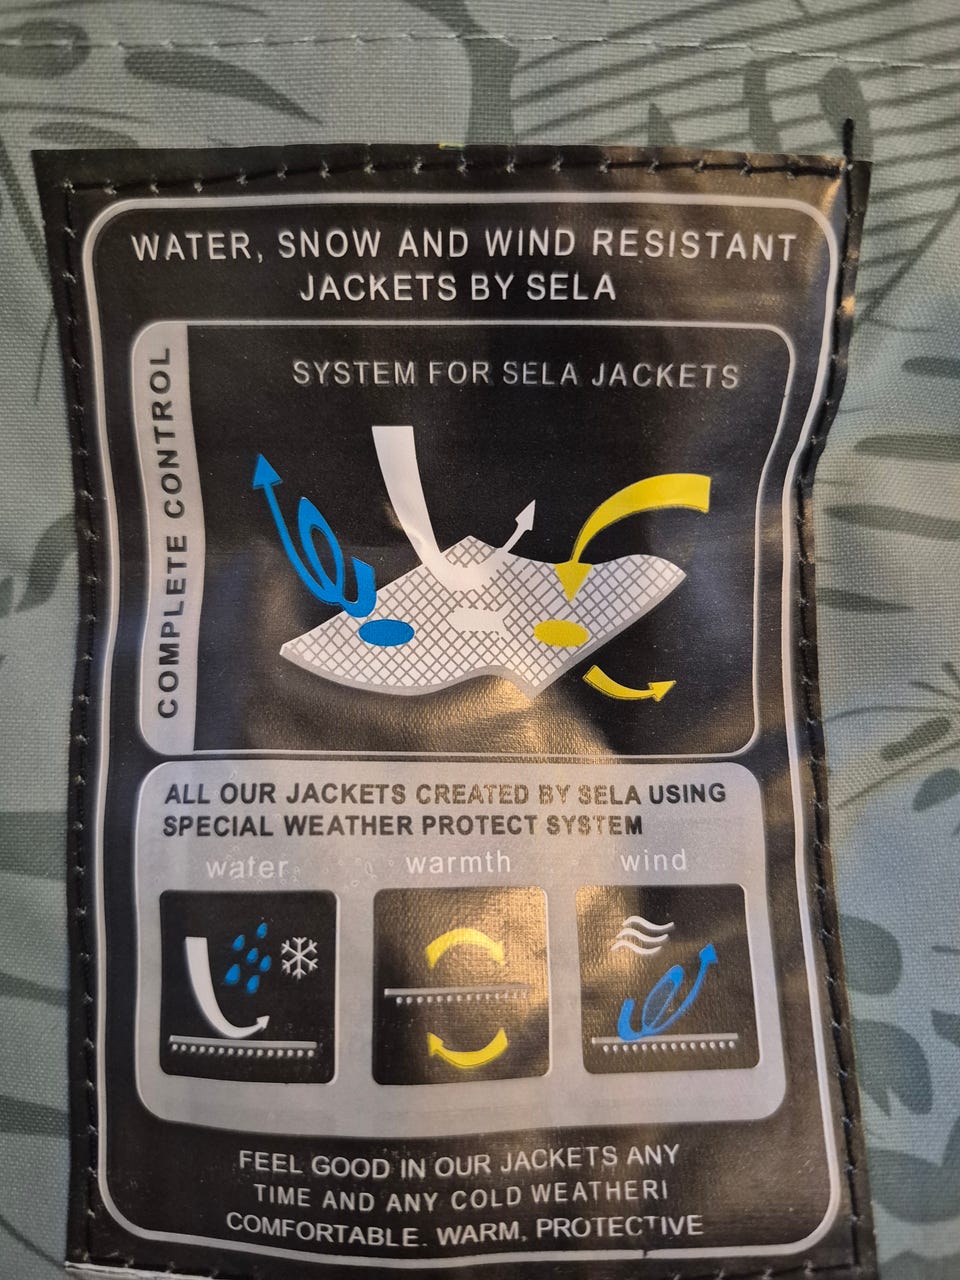 WATER, SNOW AND WIND RESISTANT
JACKETS BY SELA
COMPLETE CONTROL
SYSTEM FOR SELA JACKETS
ALL OUR JACKETS CREATED BY SELA USING
SPECIAL WEATHER PROTECT SYSTEM
water
warmth
wind
FEEL GOOD IN OUR JACKETS ANY
TIME AND ANY COLD WEATHER!
COMFORTABLE. WARM, PROTECTIVE